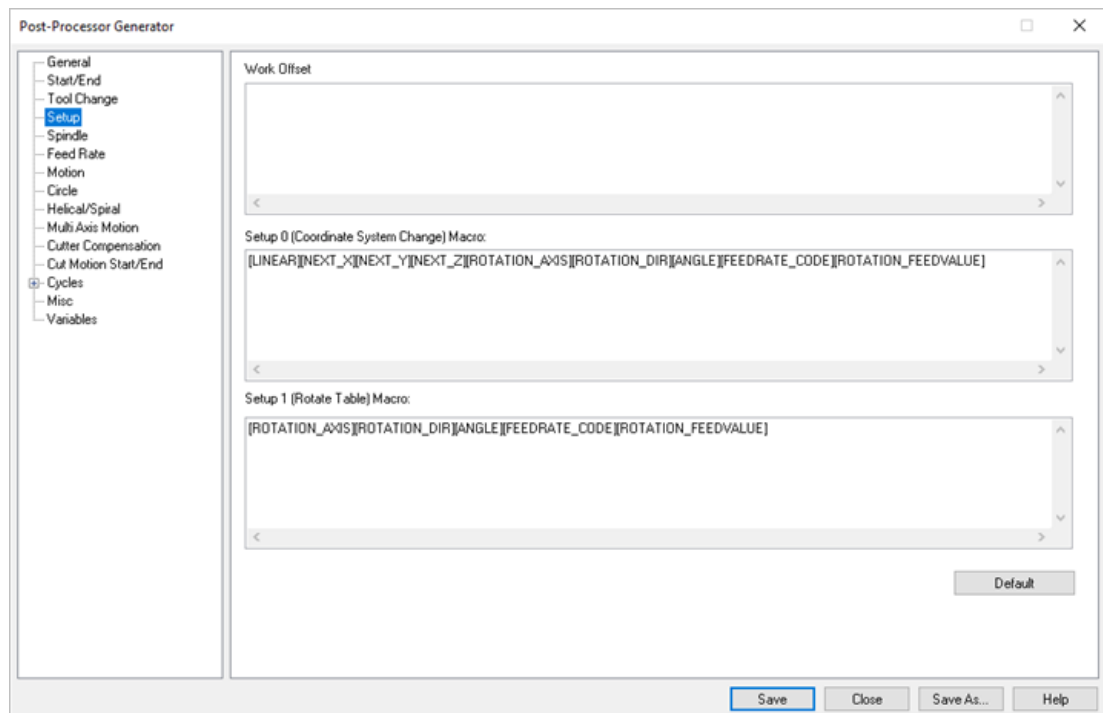 Post-Processor Generator
General
Start/End
Tool Change
Setup
Spindle
Feed Rate
Motion
Circle
Helical/Spiral
Multi Axis Motion
Cutter Compensation
Cut Motion Start/End
Cycles
Misc
Variables
Work Offset
Setup 0 (Coordinate System Change) Macro:
[LINEAR][NEXT_X][NEXT_Y][NEXT_Z][ROTATION_AXIS][ROTATION_DIR][ANGLE][FEEDRATE_CODE][ROTATION_FEEDVALUE]
Setup 1 (Rotate Table) Macro:
[ROTATION_AXIS][ROTATION_DIR][ANGLE][FEEDRATE_CODE][ROTATION_FEEDVALUE]
Default
Save Close Save As... Help